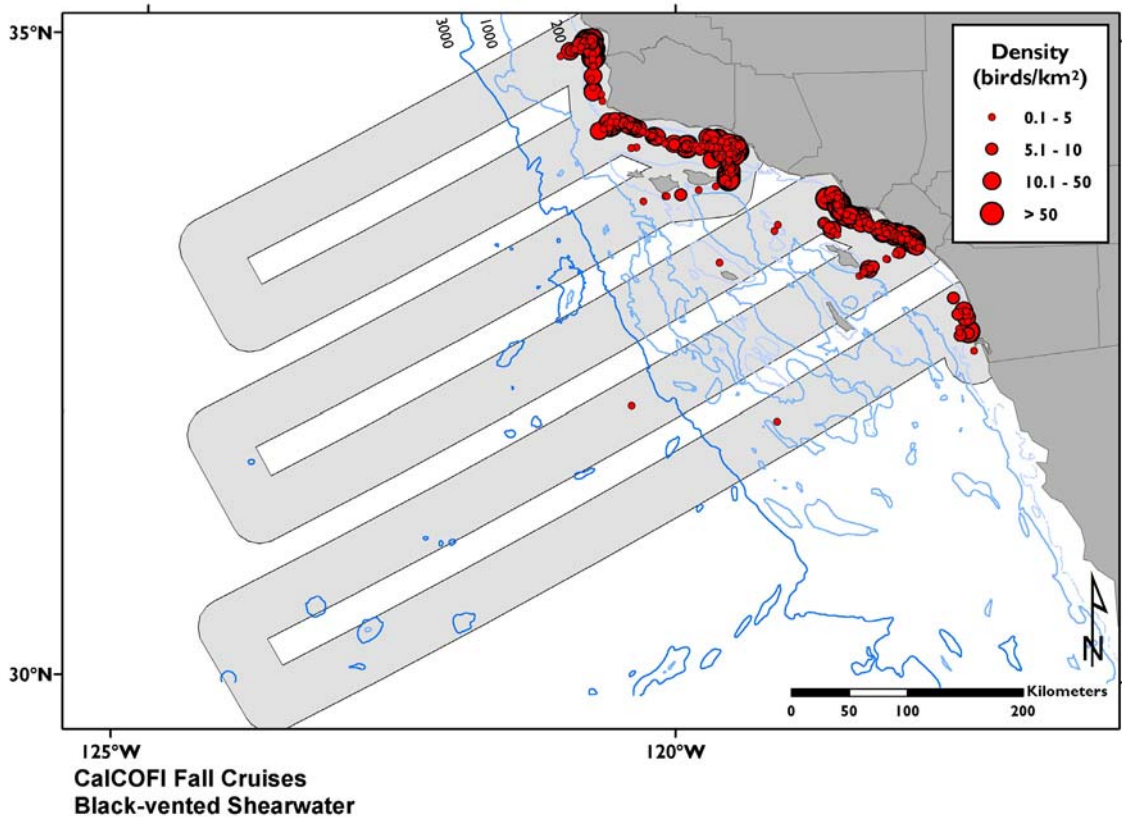 35°N
3000
1000
200
Density
(birds/km²)
0.1 - 5
5.1 - 10
10.1 - 50
> 50
30°N
N
Kilometers
0 50 100 200
125°W 120°W
CalCOFI Fall Cruises
Black-vented Shearwater